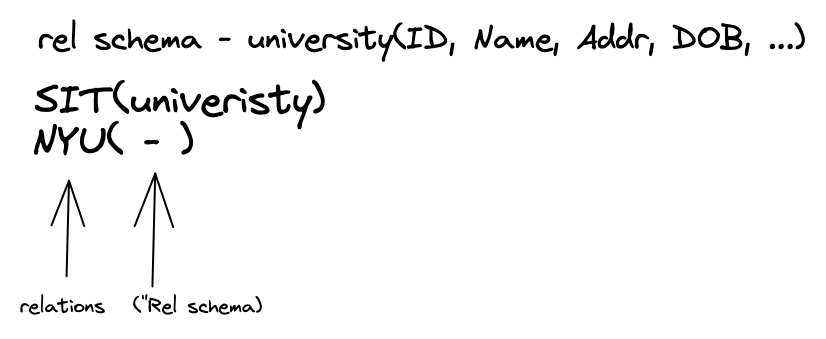 rel schema - university(ID, Name, Addr, DOB, ...)
SIT(univeristy)
NYU( - )
relations ("Rel schema)